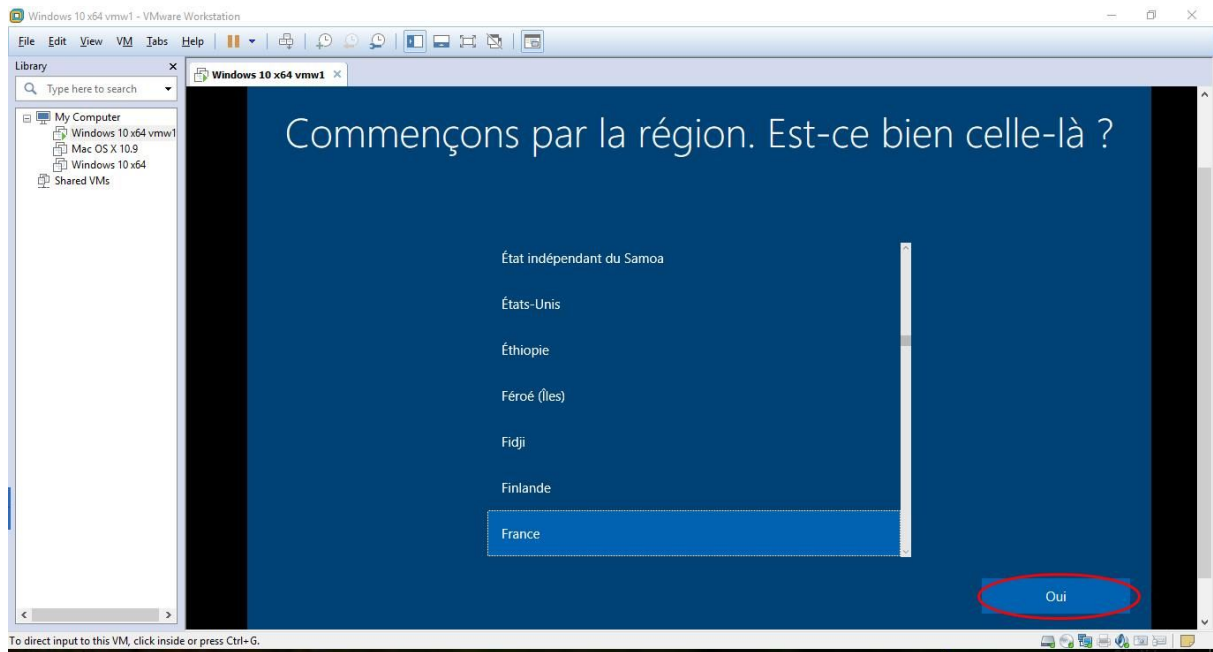 Windows 10 x64 vmw1 - VMware Workstation
File Edit View VM Tabs Help
Library
Type here to search
My Computer
Windows 10 x64 vmw1
Mac OS X 10.9
Windows 10 x64
Shared VMs
Windows 10 x64 vmw1
Commençons par la région. Est-ce bien celle-là ?
État indépendant du Samoa
États-Unis
Éthiopie
Féroé (Îles)
Fidji
Finlande
France
Oui
To direct input to this VM, click inside or press Ctrl+G.